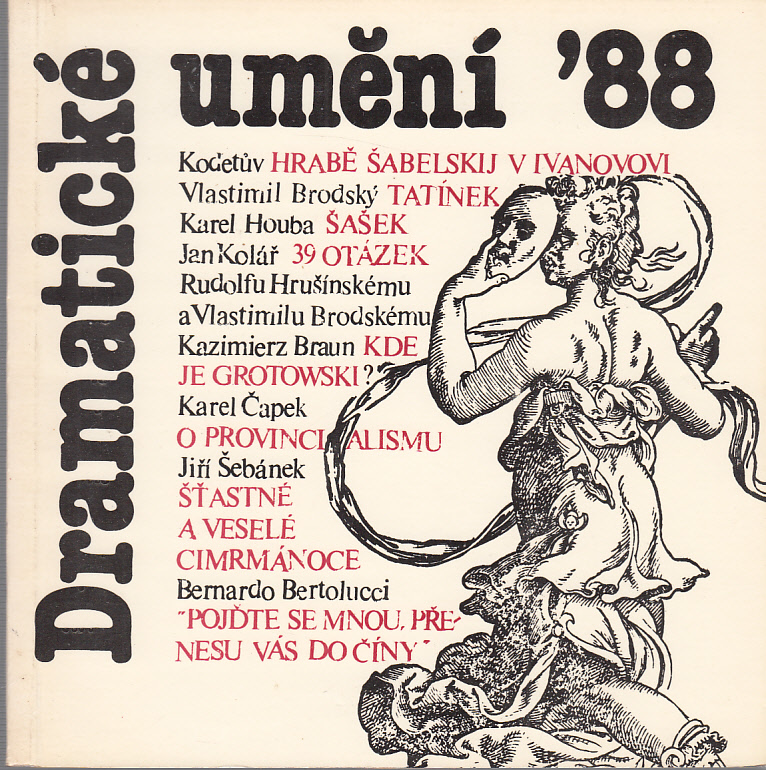 Dramatické
umění ’88
Kodetův HRABĚ ŠABELSKIJ V IVANOVOVI
Vlastimil Brodský TATÍNEK
Karel Houba ŠAŠEK
Jan Kolář 39 OTÁZEK
Rudolfu Hrušínskému
a Vlastimilu Brodskému
Kazimierz Braun KDE
JE GROTOWSKI?
Karel Čapek
O PROVINCIALISMU
Jiří Šebánek
ŠŤASTNÉ
A VESELÉ
CIMRMÁNOCE
Bernardo Bertolucci
"POJĎTE SE MNOU, PŘE-
NESU VÁS DO ČÍNY"